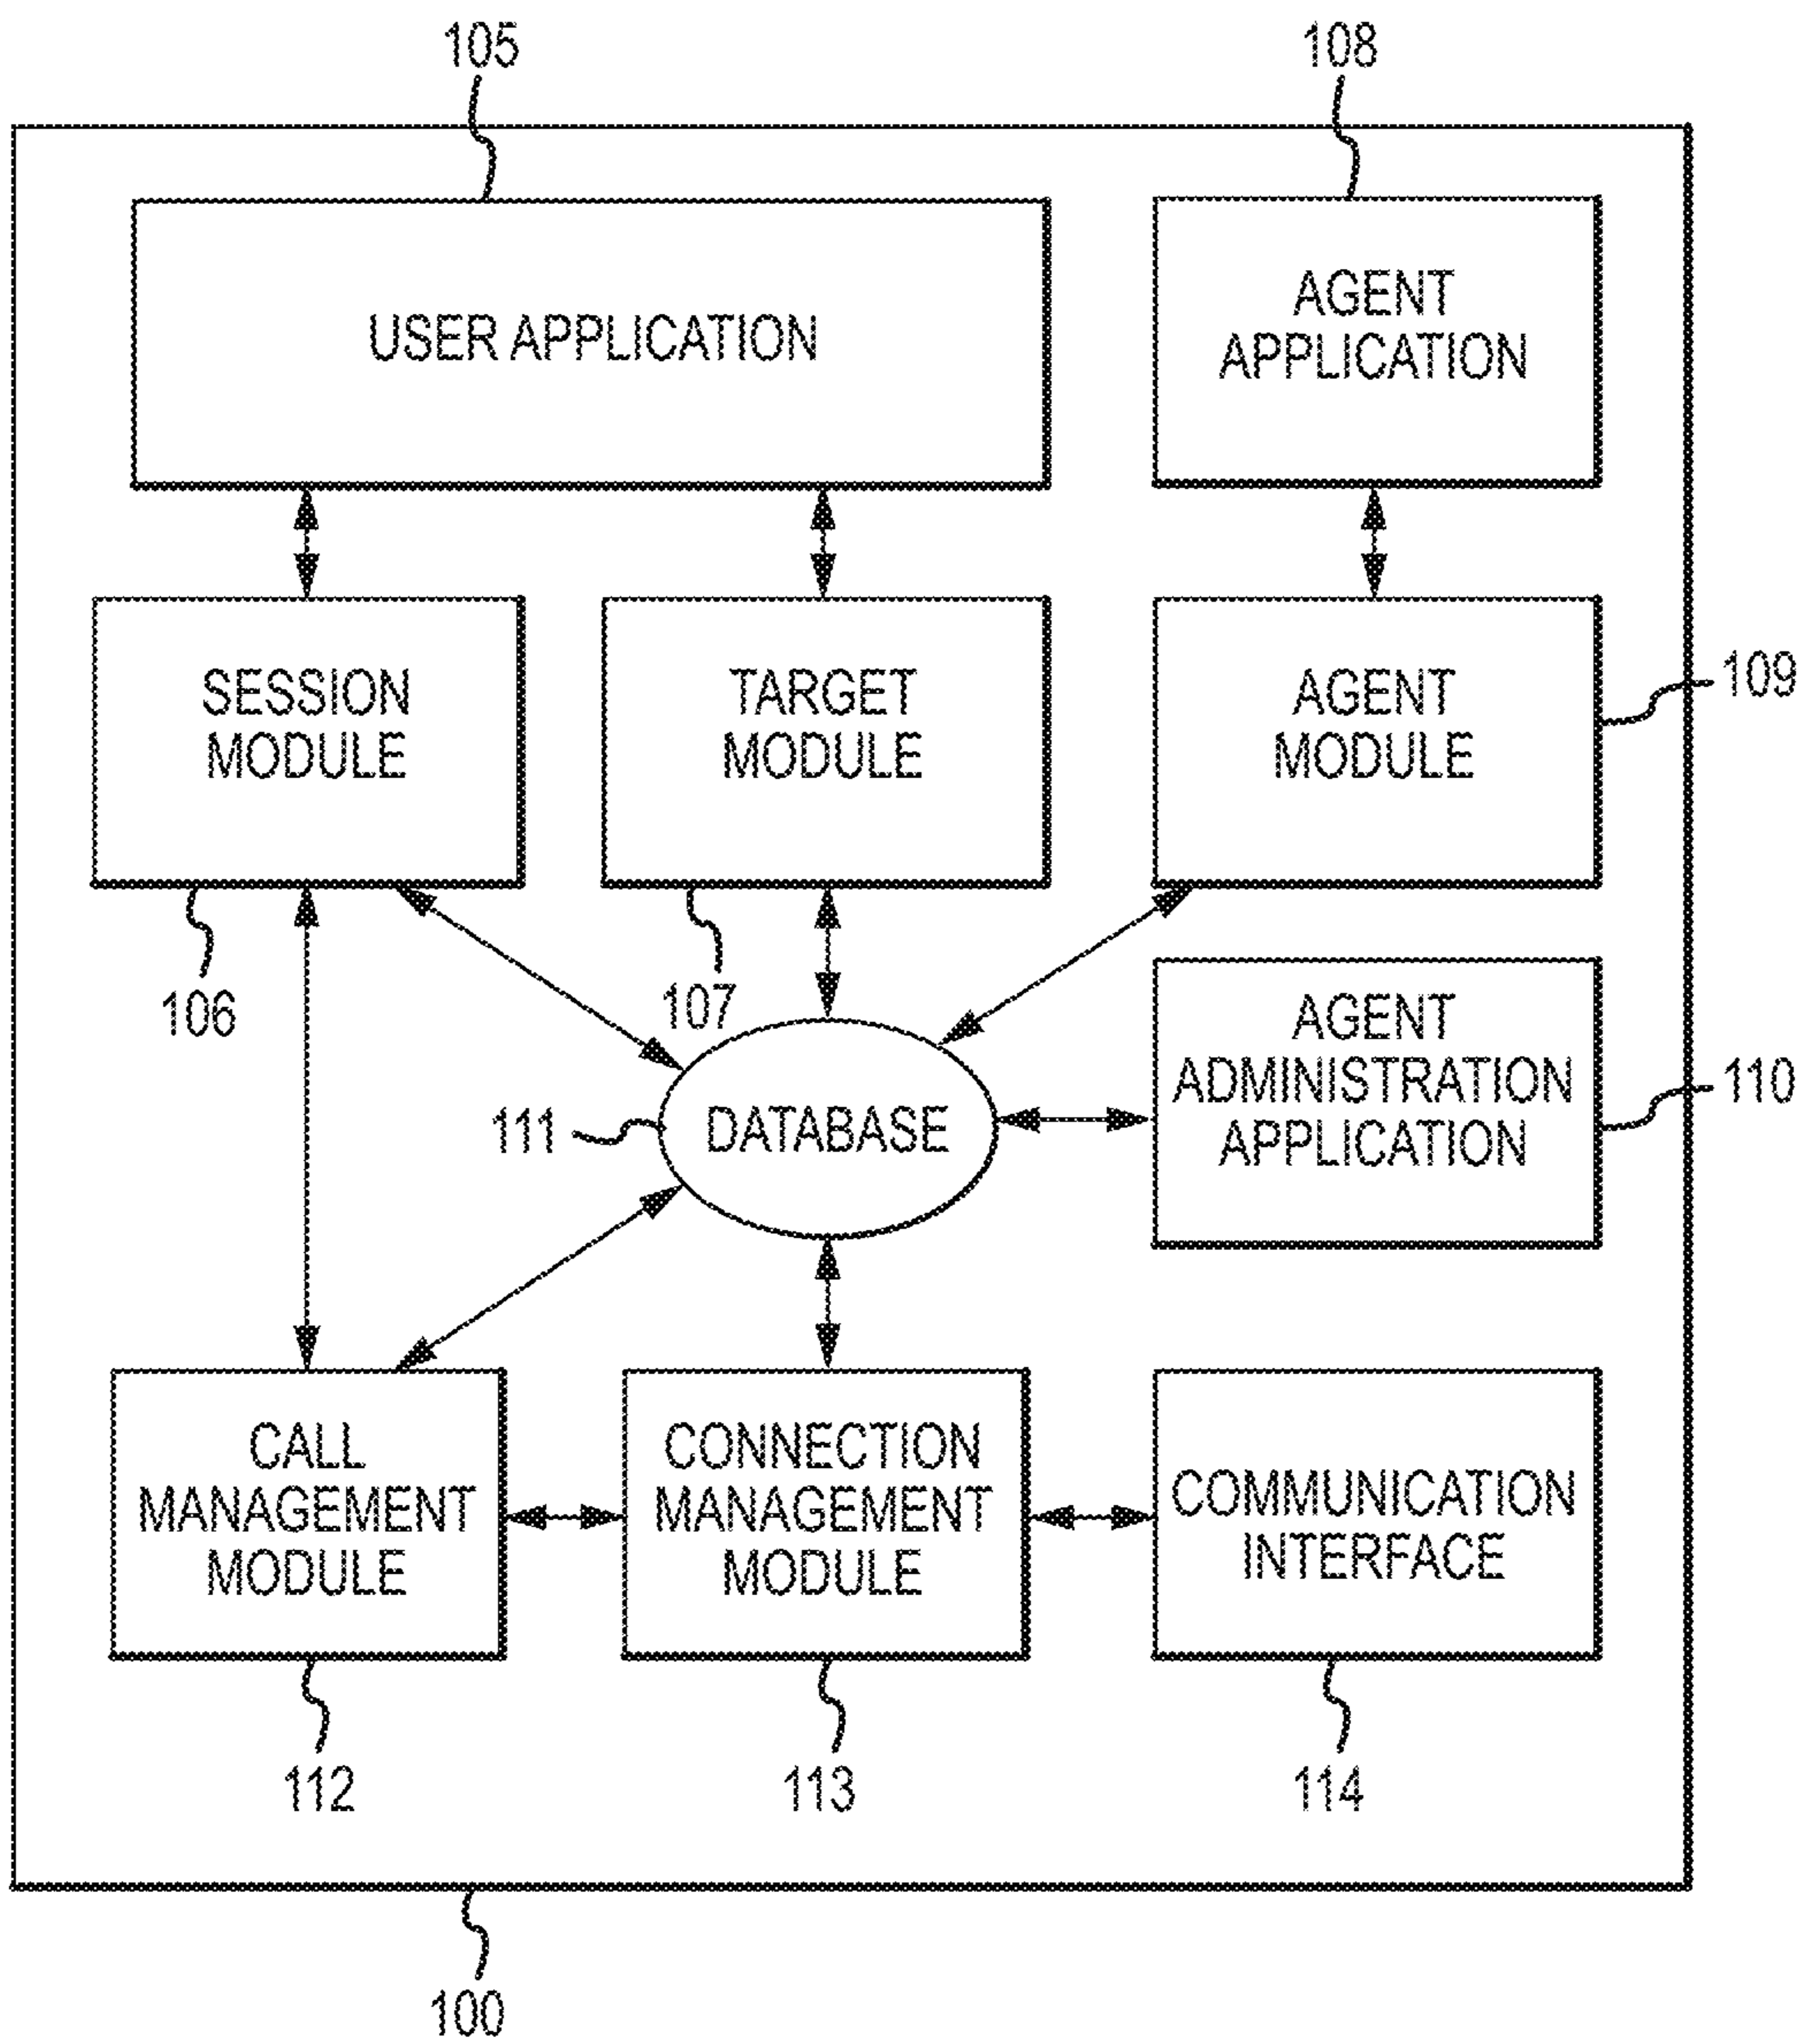 105
108
USER APPLICATION
AGENT
APPLICATION
SESSION
MODULE
TARGET
MODULE
AGENT
MODULE
109
106
107
AGENT
ADMINISTRATION
APPLICATION
110
111
DATABASE
CALL
MANAGEMENT
MODULE
CONNECTION
MANAGEMENT
MODULE
COMMUNICATION
INTERFACE
112
113
114
100